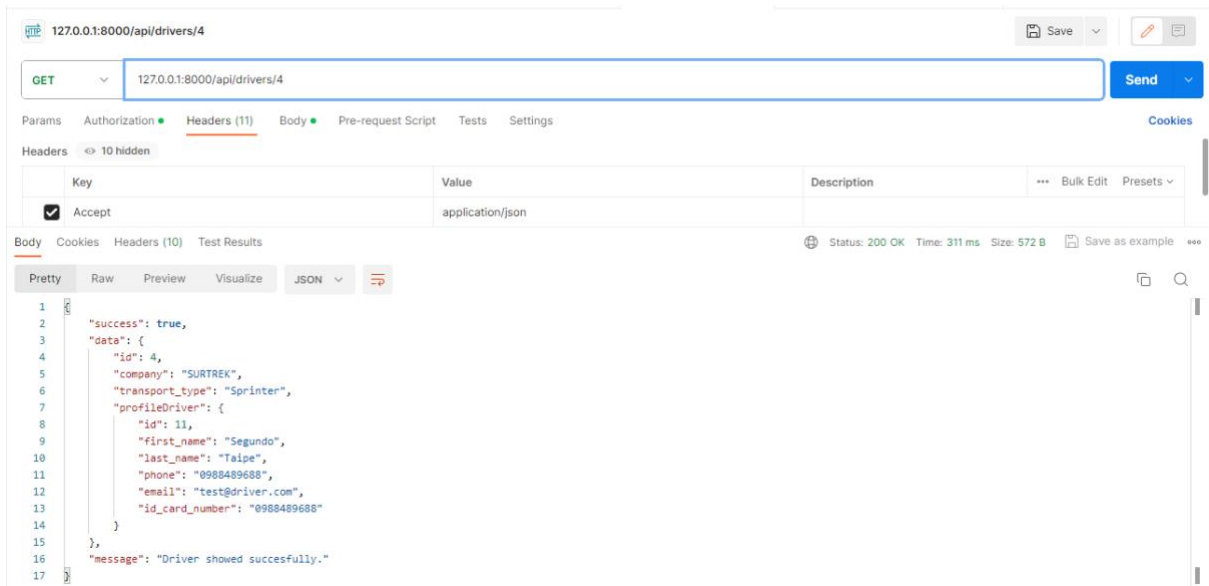 HTTP 127.0.0.1:8000/api/drivers/4 Save
GET 127.0.0.1:8000/api/drivers/4 Send
Params Authorization Headers (11) Body Pre-request Script Tests Settings Cookies
Headers 10 hidden
Key Value Description ••• Bulk Edit Presets
Accept application/json
Body Cookies Headers (10) Test Results Status: 200 OK Time: 311 ms Size: 572 B Save as example
Pretty Raw Preview Visualize JSON
1 {
2 "success": true,
3 "data": {
4 "id": 4,
5 "company": "SURTREK",
6 "transport_type": "Sprinter",
7 "profileDriver": {
8 "id": 11,
9 "first_name": "Segundo",
10 "last_name": "Taipe",
11 "phone": "0988489688",
12 "email": "test@driver.com",
13 "id_card_number": "0988489688"
14 }
15 },
16 "message": "Driver showed succesfully."
17 }